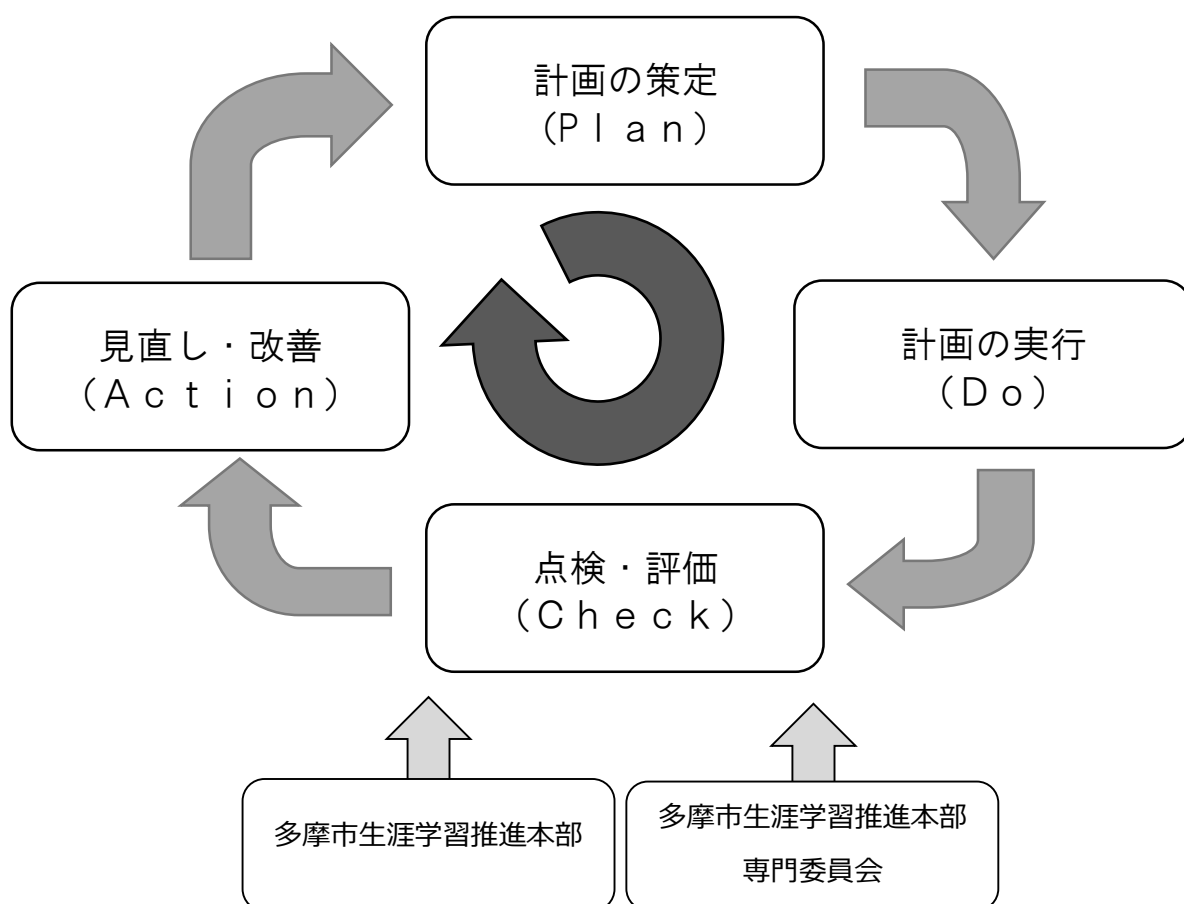 計画の策定
（Ｐｌａｎ）
見直し・改善
（Ａｃｔｉｏｎ）
計画の実行
（Ｄｏ）
点検・評価
（Ｃｈｅｃｋ）
多摩市生涯学習推進本部
多摩市生涯学習推進本部
専門委員会